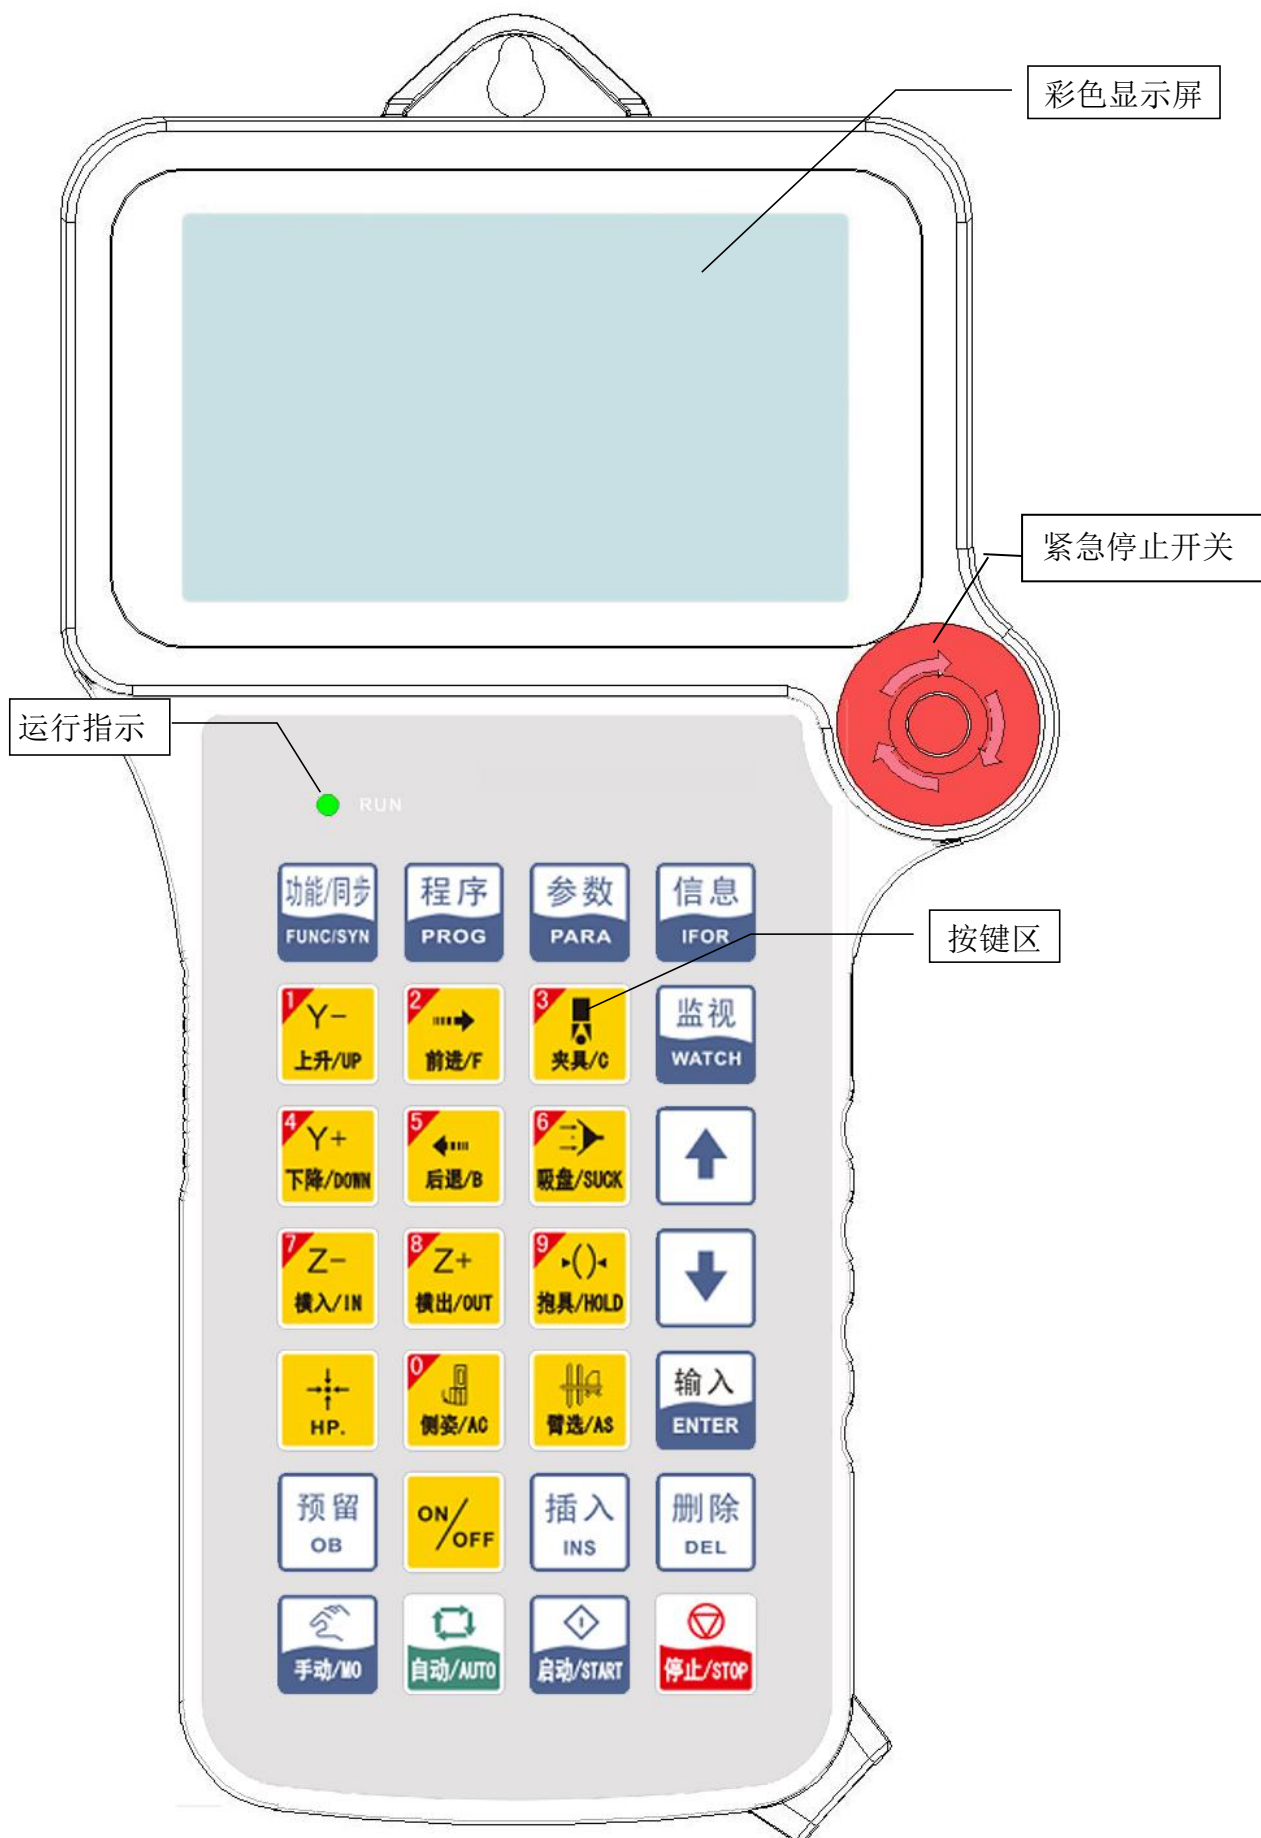 彩色显示屏
紧急停止开关
运行指示
RUN
功能/同步
FUNC/SYN
程序
PROG
参数
PARA
信息
IFOR
按键区
1
Y-
上升/UP
2
前进/F
3
夹具/C
监视
WATCH
4
Y+
下降/DOWN
5
后退/B
6
吸盘/SUCK
7
Z-
横入/IN
8
Z+
横出/OUT
9
抱具/HOLD
HP.
0
侧姿/AC
臂选/AS
输入
ENTER
预留
OB
ON/OFF
插入
INS
删除
DEL
手动/MO
自动/AUTO
启动/START
停止/STOP